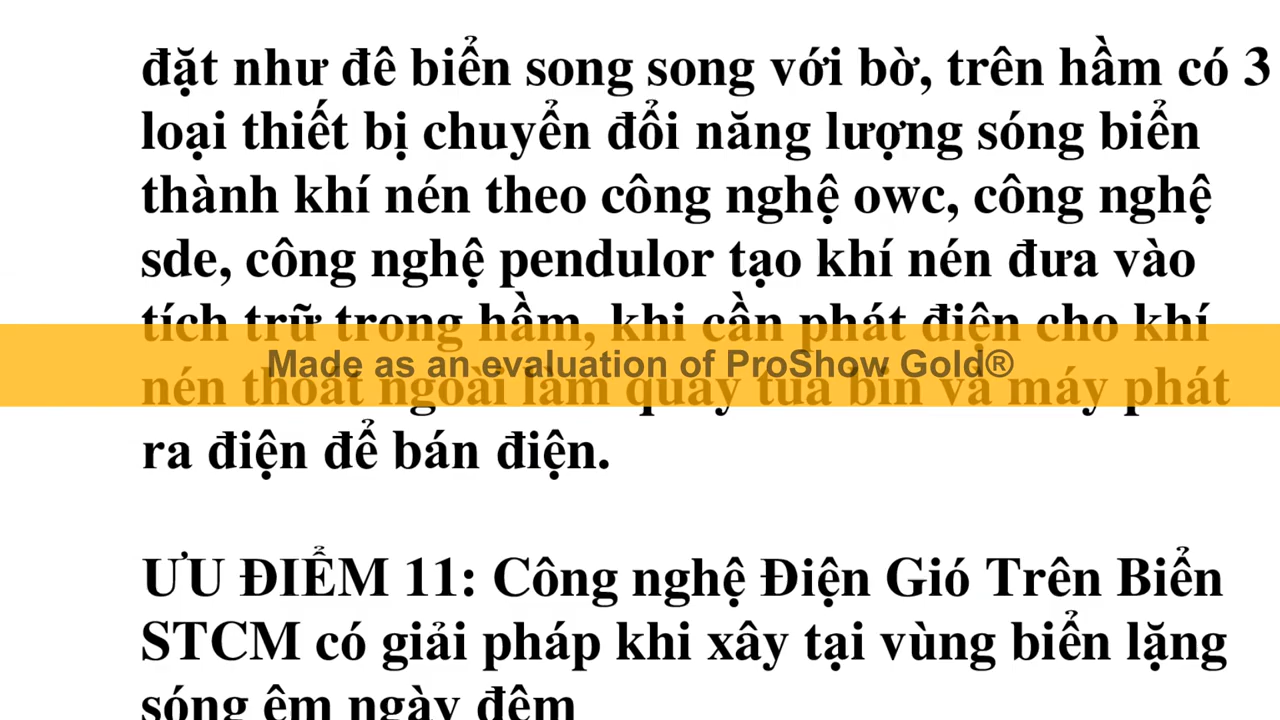 đặt như đê biển song song với bờ, trên hầm có 3
loại thiết bị chuyển đổi năng lượng sóng biển
thành khí nén theo công nghệ owc, công nghệ
sde, công nghệ pendulor tạo khí nén đưa vào
tích trữ trong hầm, khi cần phát điện cho khí
Made as an evaluation of ProShow Gold®
nén thoát ngoài làm quay tua bin và máy phát
ra điện để bán điện.
ƯU ĐIỂM 11: Công nghệ Điện Gió Trên Biển
STCM có giải pháp khi xây tại vùng biển lặng
sóng êm ngày đêm